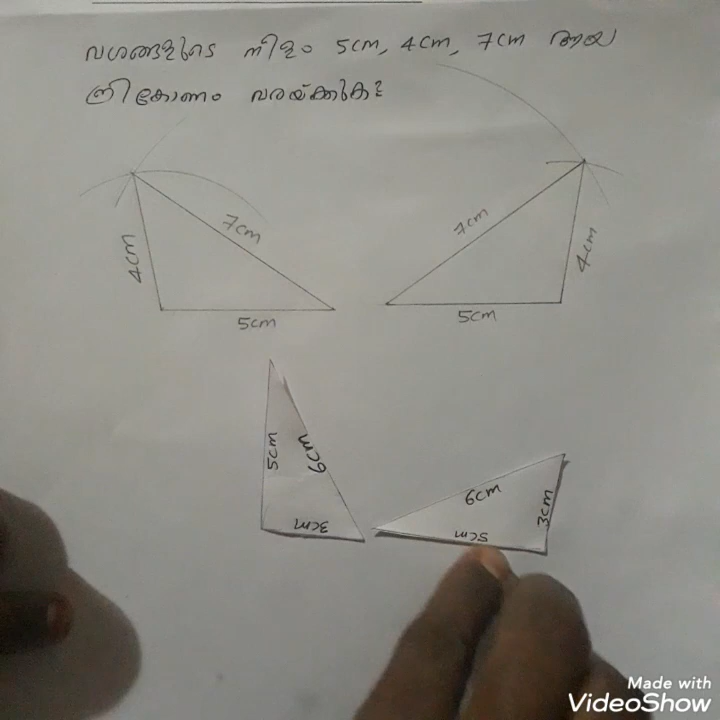 വശങ്ങളുടെ നീളം 5cm, 4cm, 7cm ആയ
ത്രികോണം വരയ്ക്കുക?
7cm
4cm
5cm
7cm
4cm
5cm
5cm
6cm
3cm
6cm
3cm
5cm
Made with
VideoShow